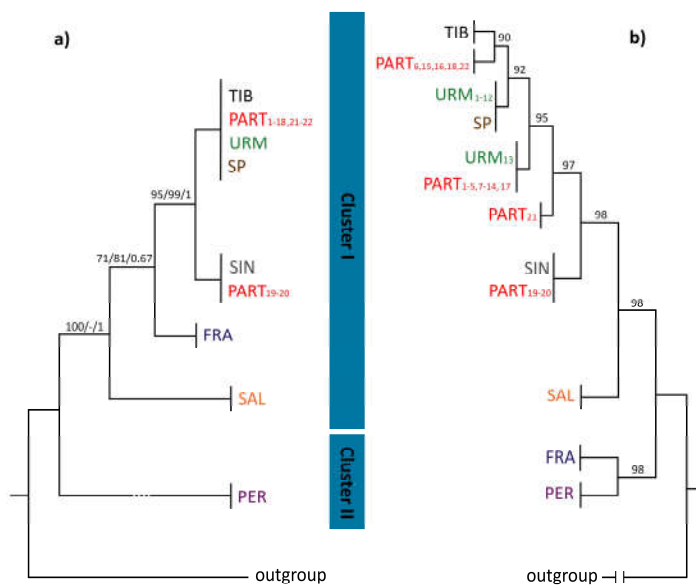 a)
TIB
PART1-18,21-22
URM
SP
95/99/1
71/81/0.67
SIN
PART19-20
100/-/1
FRA
SAL
PER
outgroup
Cluster I
Cluster II
b)
TIB
90
PART6,15,16,18,22
92
URM1-12
SP
95
URM13
97
PART1-5,7-14, 17
PART21
98
SIN
PART19-20
98
SAL
FRA
98
PER
outgroup